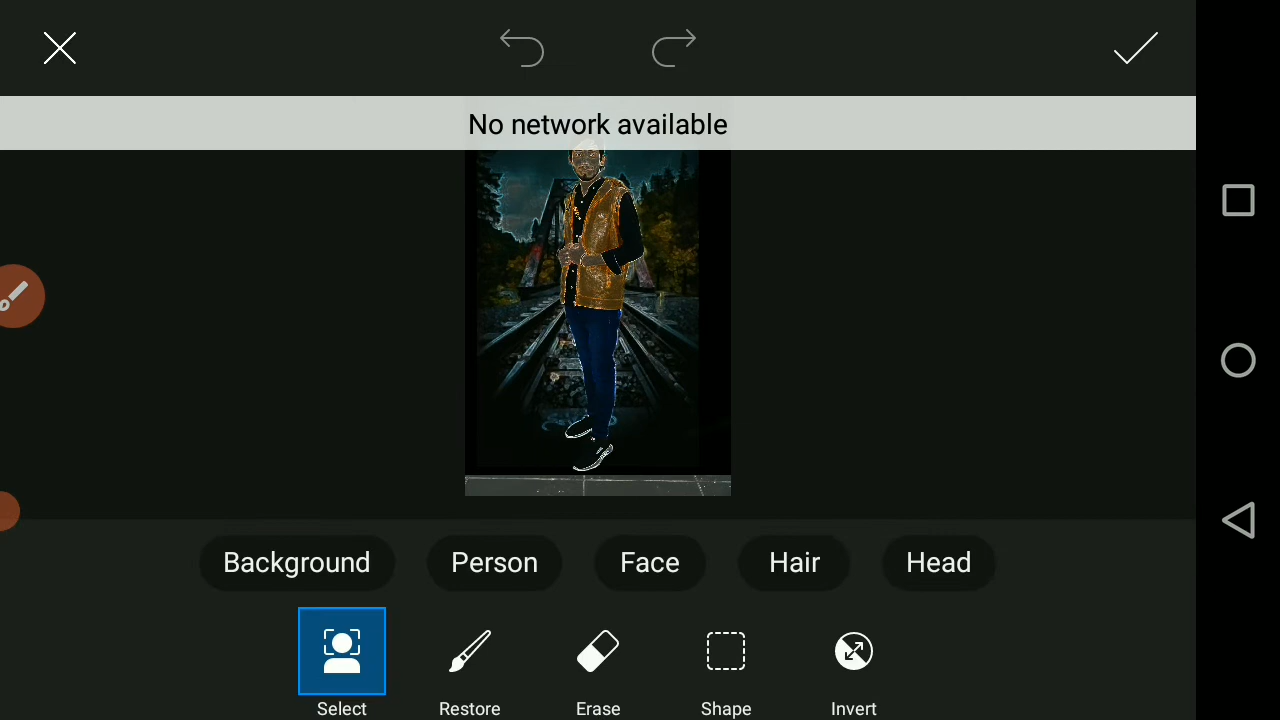 No network available
Background Person Face Hair Head
Select Restore Erase Shape Invert